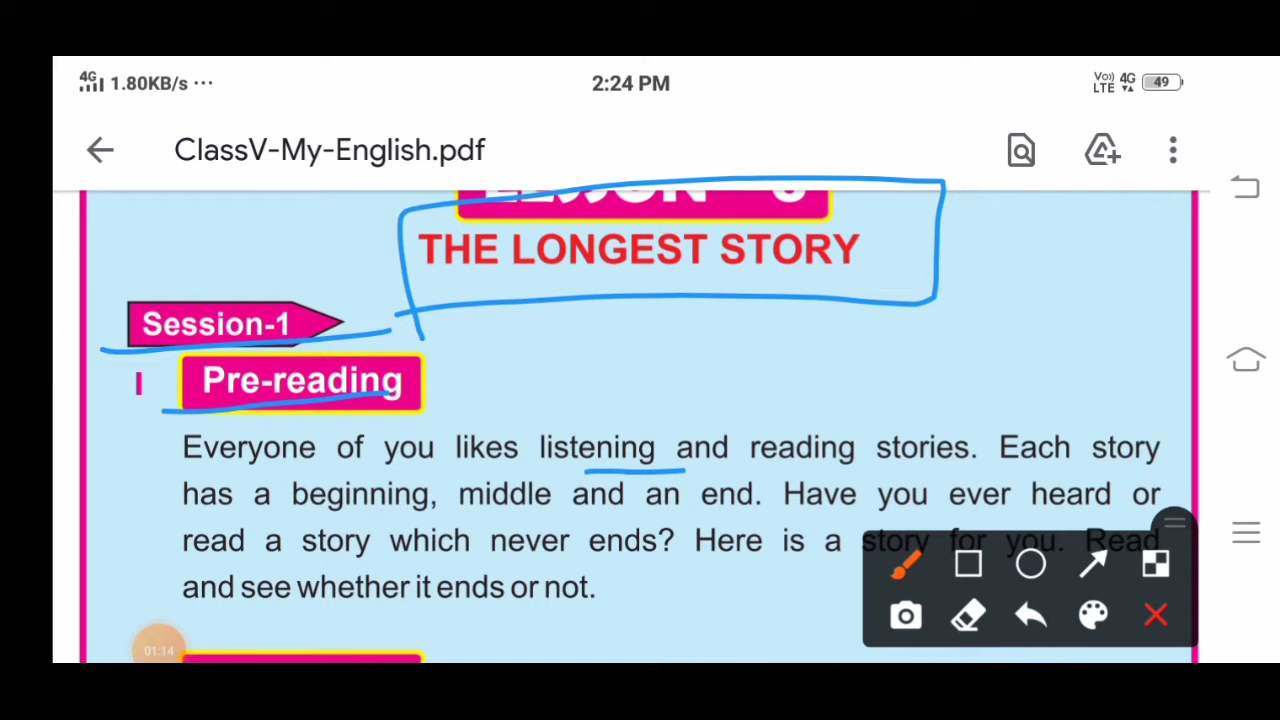 4G 1.80KB/s ··· 2:24 PM Vo) LTE 4G 49
ClassV-My-English.pdf
THE LONGEST STORY
Session-1
I Pre-reading
Everyone of you likes listening and reading stories. Each story
has a beginning, middle and an end. Have you ever heard or
read a story which never ends? Here is a story for you. Read
and see whether it ends or not.
01:14